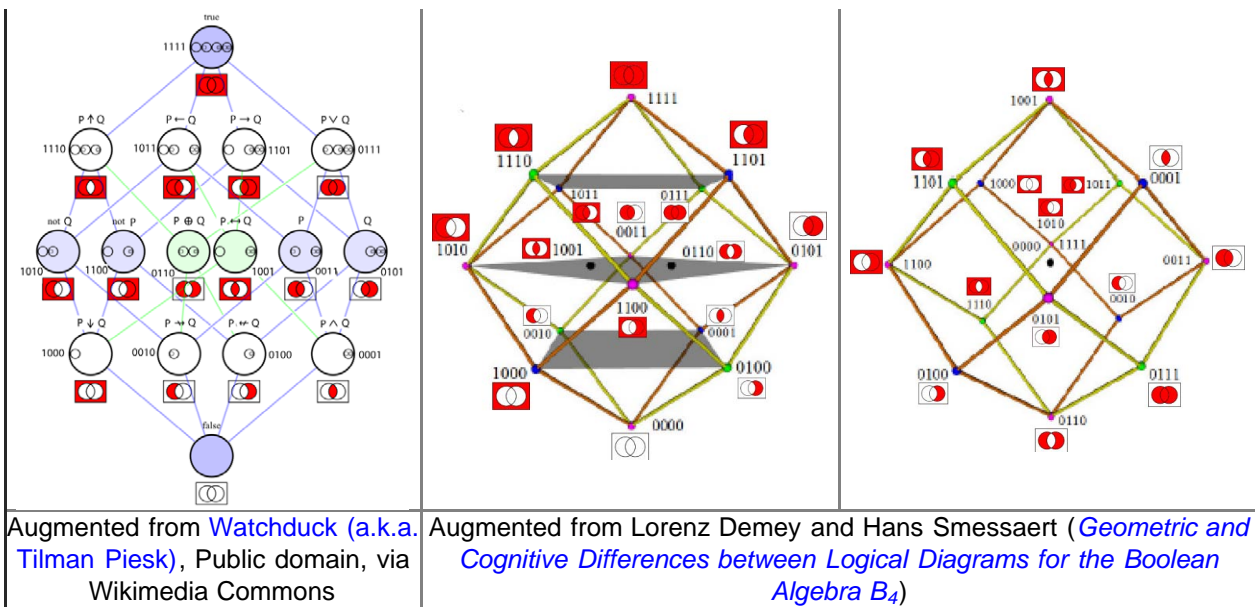 true
1111
P ↑ Q P ← Q P → Q P ∨ Q
1110 1011 1101 0111
not Q not P P ⊕ Q P ↔ Q P Q
1010 1100 0110 1001 0011 0101
P ↓ Q P ↛ Q P ↚ Q P ∧ Q
1000 0010 0100 0001
false
1111
1110 1101
1011 0111
0011
1010 1001 0110 0101
1100
0010 0001
1000 0100
0000
1001
1101 1000 1011 0001
1010
0000 1111
1100 0011
1110 0010
0101
0100 0111
0110
Augmented from Watchduck (a.k.a.
Tilman Piesk), Public domain, via
Wikimedia Commons
Augmented from Lorenz Demey and Hans Smessaert (Geometric and
Cognitive Differences between Logical Diagrams for the Boolean
Algebra B4)